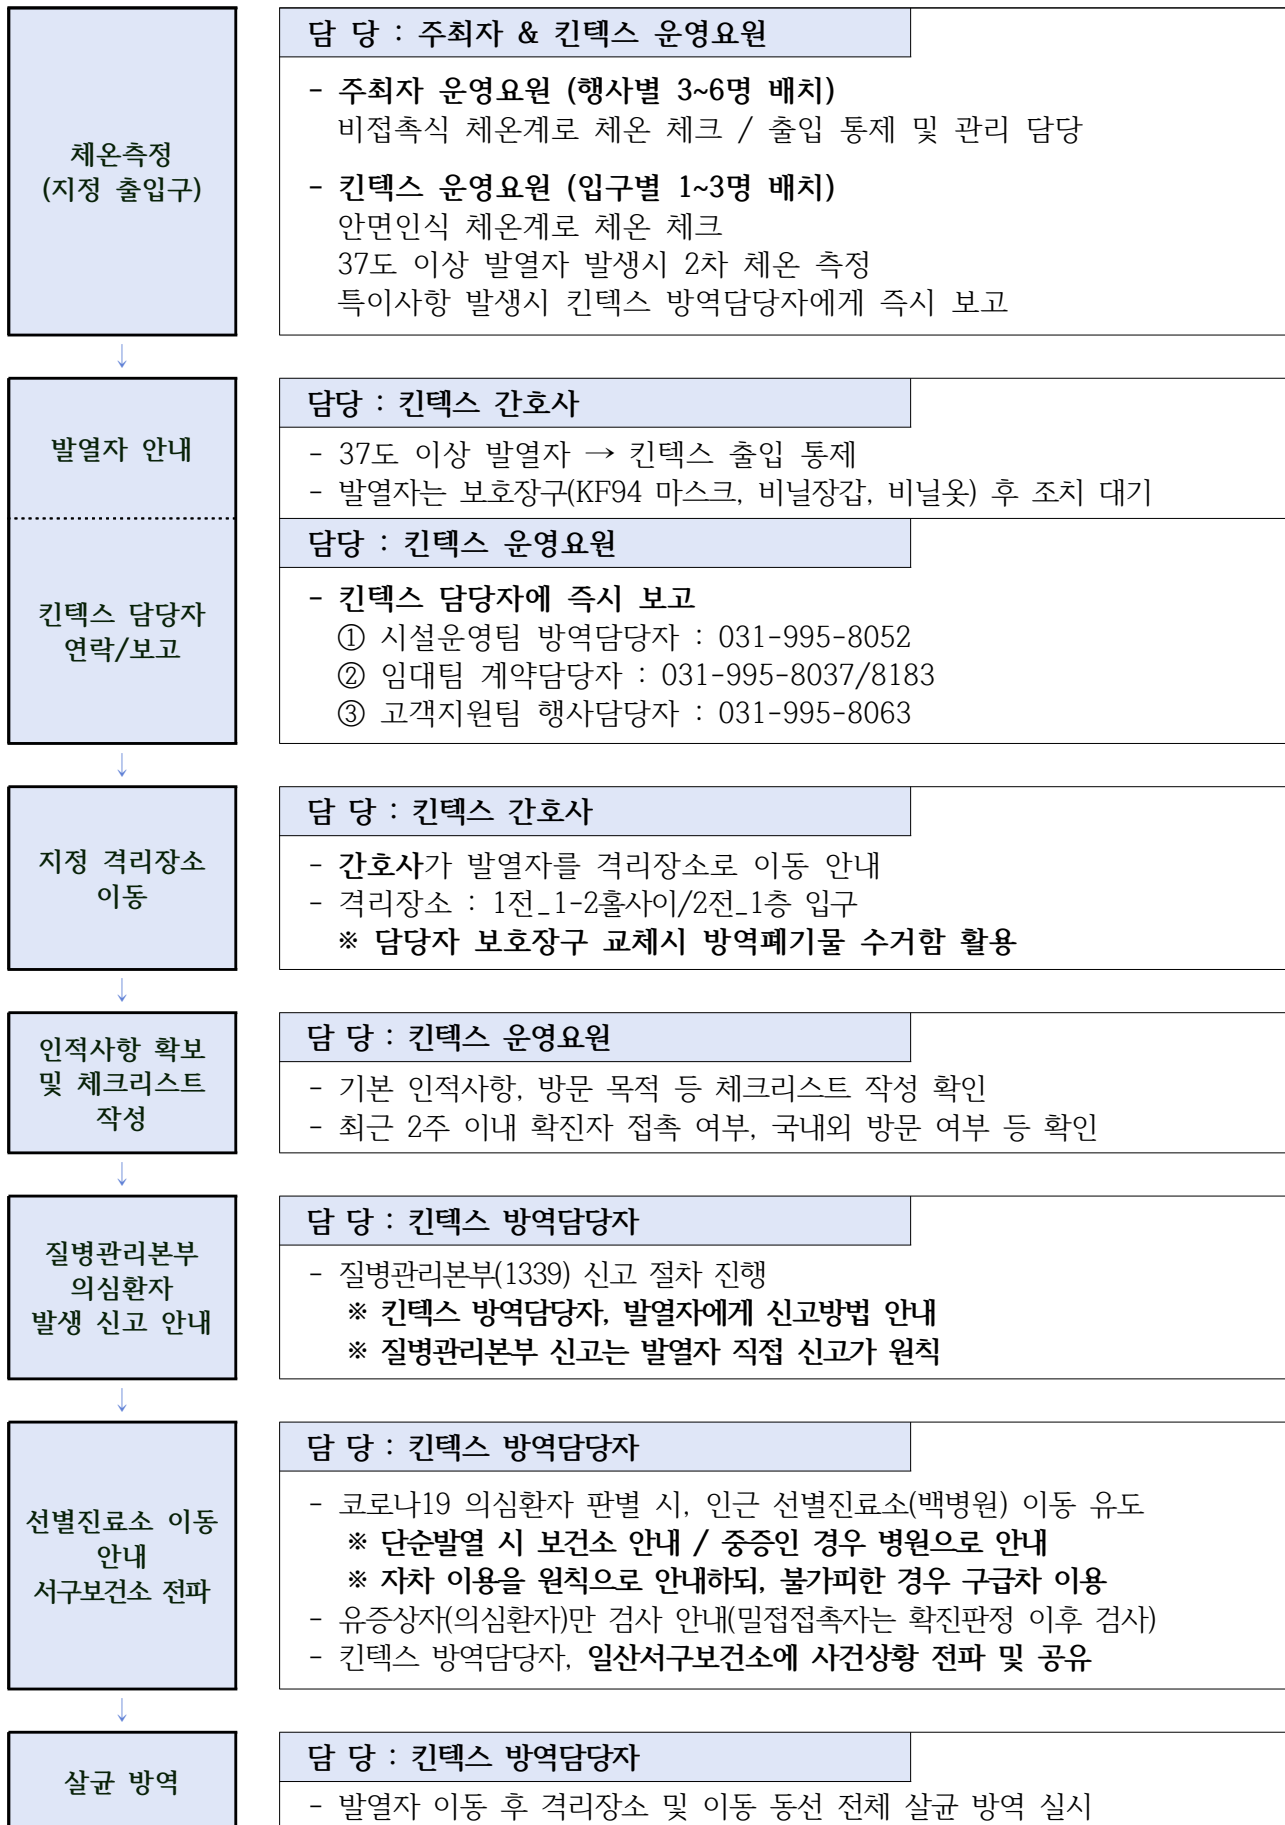 체온측정
(지정 출입구)
담 당 : 주최자 & 킨텍스 운영요원
- 주최자 운영요원 (행사별 3~6명 배치)
비접촉식 체온계로 체온 체크 / 출입 통제 및 관리 담당
- 킨텍스 운영요원 (입구별 1~3명 배치)
안면인식 체온계로 체온 체크
37도 이상 발열자 발생시 2차 체온 측정
특이사항 발생시 킨텍스 방역담당자에게 즉시 보고
↓
발열자 안내
담당 : 킨텍스 간호사
- 37도 이상 발열자 → 킨텍스 출입 통제
- 발열자는 보호장구(KF94 마스크, 비닐장갑, 비닐옷) 후 조치 대기
킨텍스 담당자
연락/보고
담당 : 킨텍스 운영요원
- 킨텍스 담당자에 즉시 보고
① 시설운영팀 방역담당자 : 031-995-8052
② 임대팀 계약담당자 : 031-995-8037/8183
③ 고객지원팀 행사담당자 : 031-995-8063
↓
지정 격리장소
이동
담 당 : 킨텍스 간호사
- 간호사가 발열자를 격리장소로 이동 안내
- 격리장소 : 1전_1-2홀사이/2전_1층 입구
※ 담당자 보호장구 교체시 방역폐기물 수거함 활용
↓
인적사항 확보
및 체크리스트
작성
담 당 : 킨텍스 운영요원
- 기본 인적사항, 방문 목적 등 체크리스트 작성 확인
- 최근 2주 이내 확진자 접촉 여부, 국내외 방문 여부 등 확인
↓
질병관리본부
의심환자
발생 신고 안내
담 당 : 킨텍스 방역담당자
- 질병관리본부(1339) 신고 절차 진행
※ 킨텍스 방역담당자, 발열자에게 신고방법 안내
※ 질병관리본부 신고는 발열자 직접 신고가 원칙
↓
선별진료소 이동
안내
서구보건소 전파
담 당 : 킨텍스 방역담당자
- 코로나19 의심환자 판별 시, 인근 선별진료소(백병원) 이동 유도
※ 단순발열 시 보건소 안내 / 중증인 경우 병원으로 안내
※ 자차 이용을 원칙으로 안내하되, 불가피한 경우 구급차 이용
- 유증상자(의심환자)만 검사 안내(밀접접촉자는 확진판정 이후 검사)
- 킨텍스 방역담당자, 일산서구보건소에 사건상황 전파 및 공유
↓
살균 방역
담 당 : 킨텍스 방역담당자
- 발열자 이동 후 격리장소 및 이동 동선 전체 살균 방역 실시